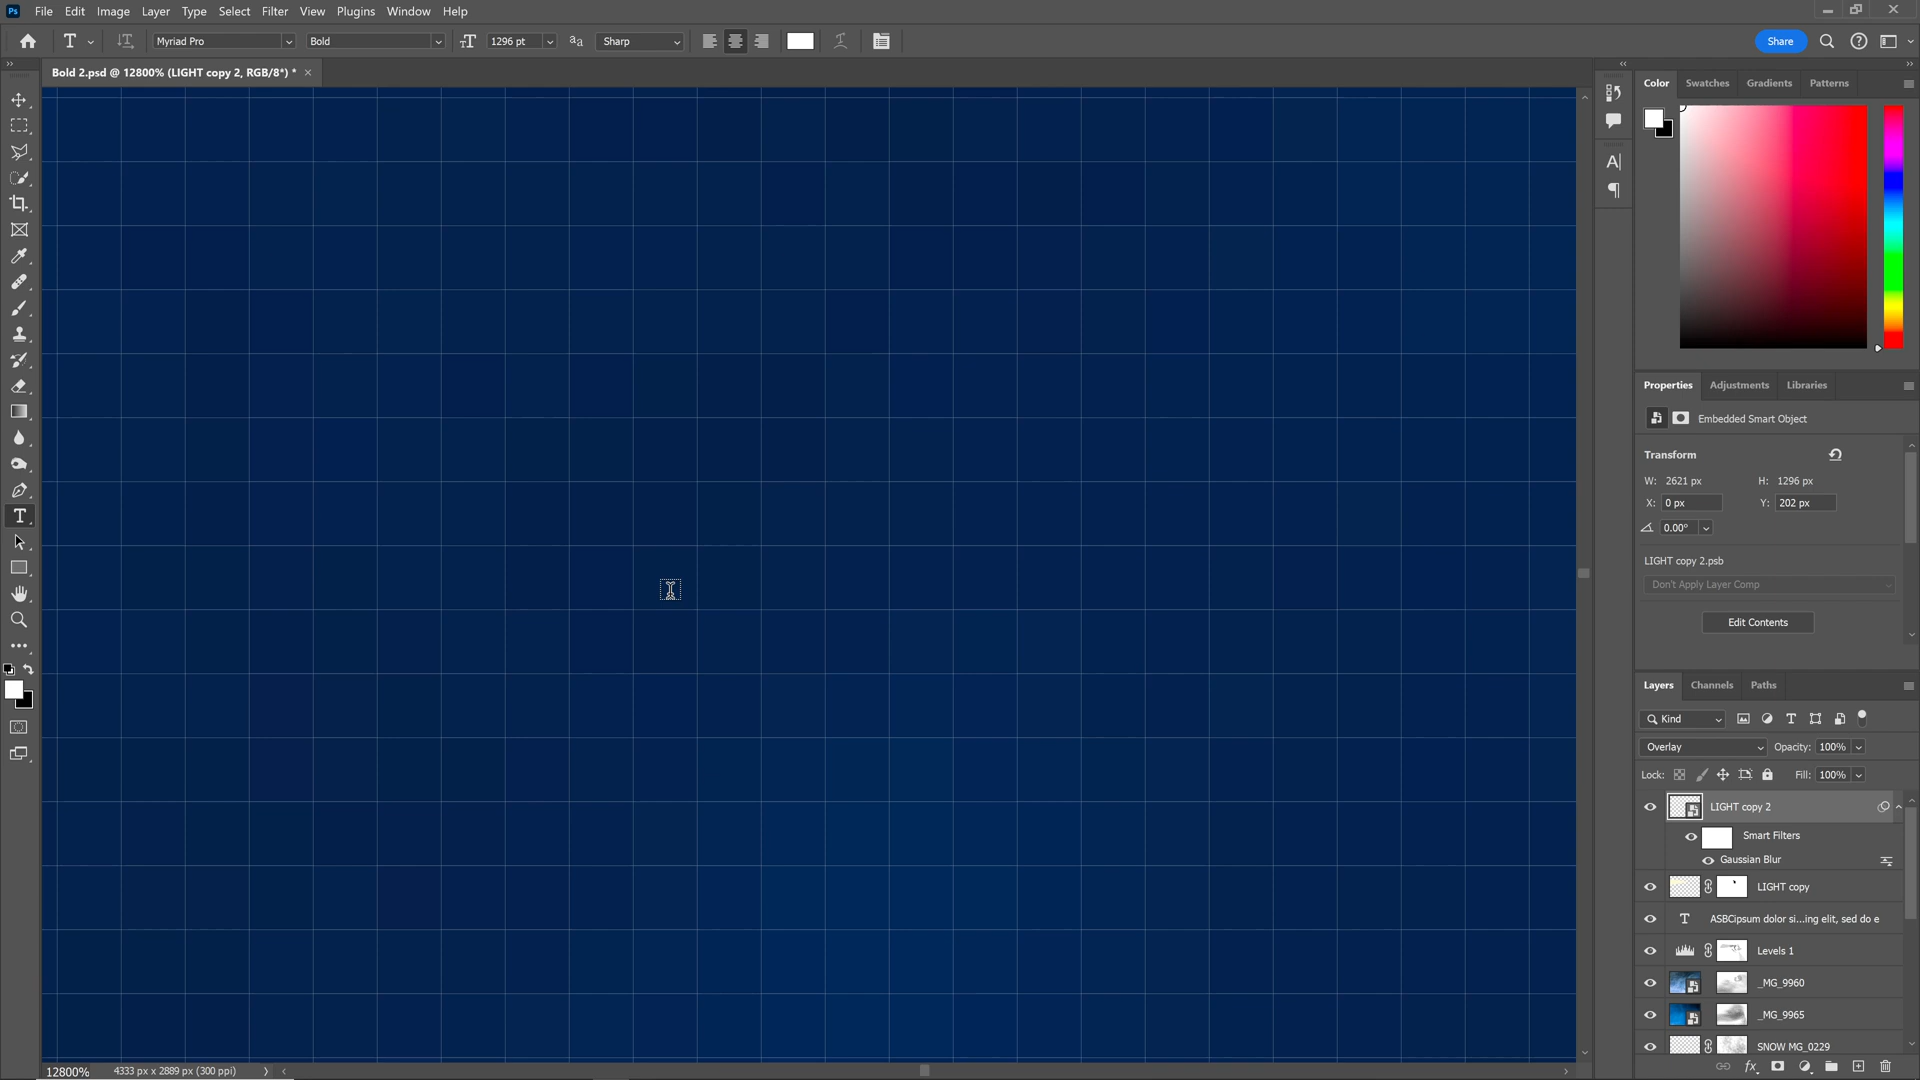 Ps File Edit Image Layer Type Select Filter View Plugins Window Help
T Myriad Pro Bold 1296 pt Sharp Share
Bold 2.psd @ 12800% (LIGHT copy 2, RGB/8*) * ×
Color Swatches Gradients Patterns
Properties Adjustments Libraries
Embedded Smart Object
Transform
W: 2621 px H: 1296 px
X: 0 px Y: 202 px
0.00°
LIGHT copy 2.psb
Don't Apply Layer Comp
Edit Contents
Layers Channels Paths
Kind
Overlay Opacity: 100%
Lock: Fill: 100%
LIGHT copy 2
Smart Filters
Gaussian Blur
LIGHT copy
T ASBCipsum dolor si...ing elit, sed do e
Levels 1
_MG_9960
_MG_9965
SNOW MG_0229
12800% 4333 px x 2889 px (300 ppi)